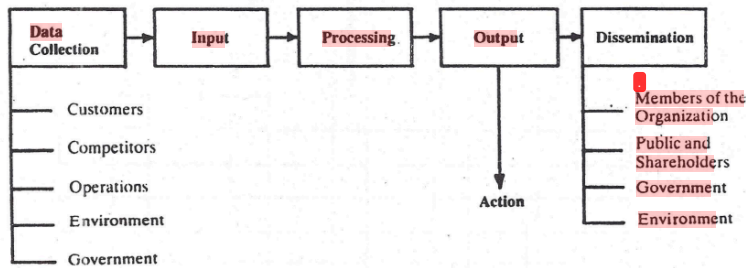 Data
Collection
Input
Processing
Output
Dissemination
Customers
Competitors
Operations
Environment
Government
Action
Members of the
Organization
Public and
Shareholders
Government
Environment